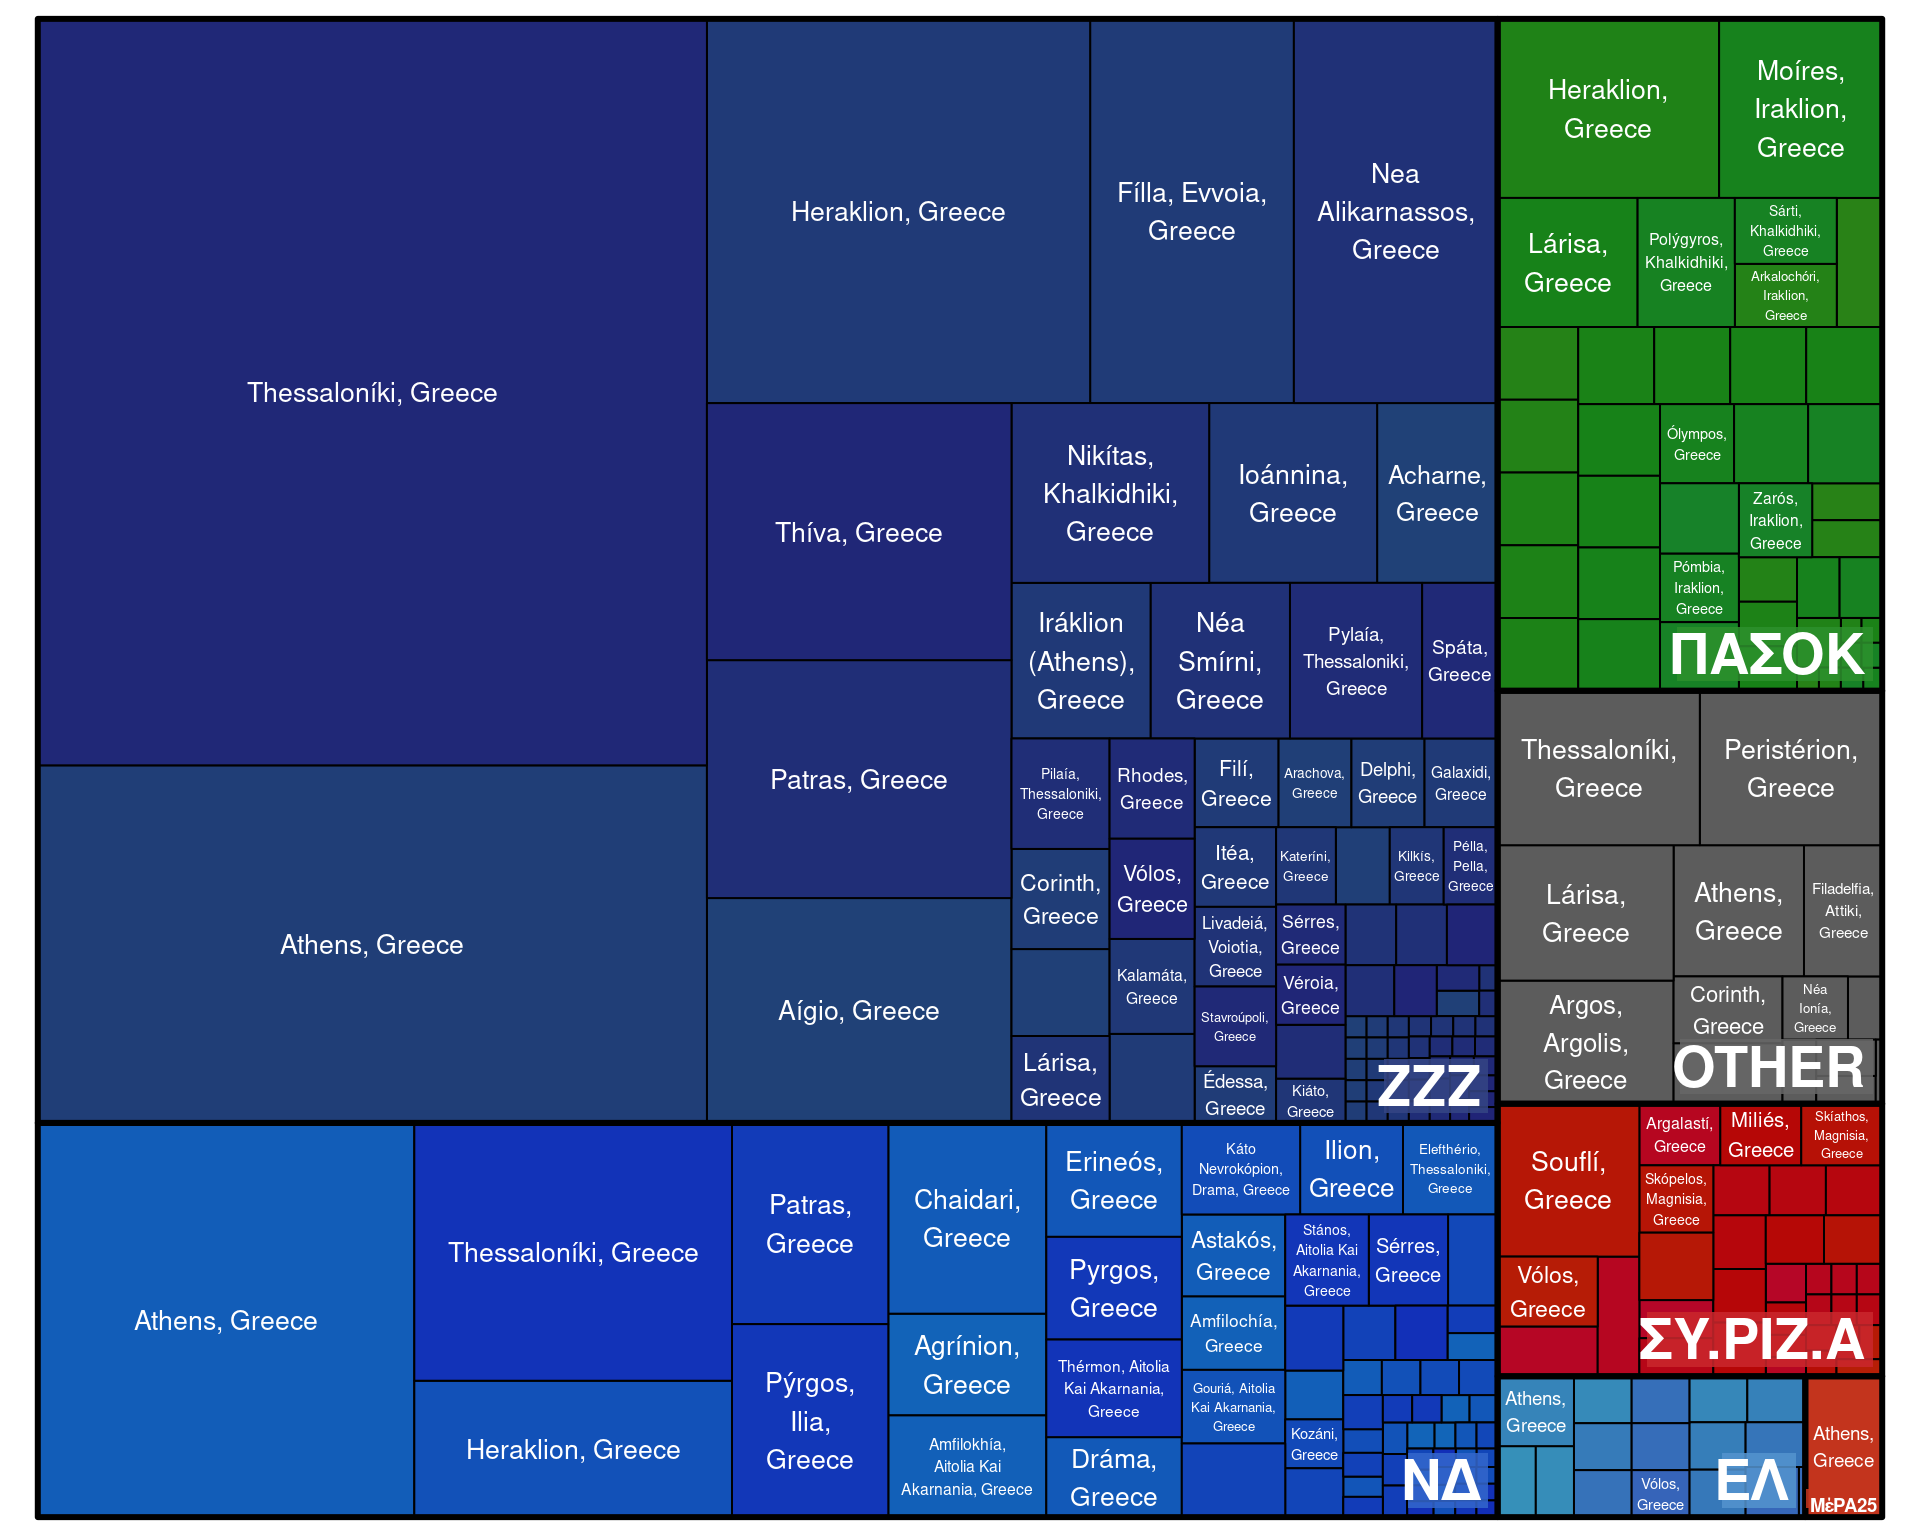 Thessaloníki, Greece
Athens, Greece
Heraklion, Greece
Fílla, Evvoia,
Greece
Nea
Alikarnassos,
Greece
Thíva, Greece
Patras, Greece
Aígio, Greece
Nikítas,
Khalkidhiki,
Greece
Ioánnina,
Greece
Acharne,
Greece
Iráklion
(Athens),
Greece
Néa
Smírni,
Greece
Pylaía,
Thessaloniki,
Greece
Spáta,
Greece
Pilaía,
Thessaloniki,
Greece
Rhodes,
Greece
Filí,
Greece
Arachova,
Greece
Delphi,
Greece
Galaxidi,
Greece
Corinth,
Greece
Vólos,
Greece
Itéa,
Greece
Kateríni,
Greece
Kilkís,
Greece
Pélla,
Pella,
Greece
Livadeiá,
Voiotia,
Greece
Sérres,
Greece
Kalamáta,
Greece
Véroia,
Greece
Stavroúpoli,
Greece
Lárisa,
Greece
Édessa,
Greece
Kiáto,
Greece
ZZZ
Athens, Greece
Thessaloníki, Greece
Heraklion, Greece
Patras,
Greece
Pýrgos,
Ilia,
Greece
Chaidari,
Greece
Agrínion,
Greece
Amfilokhía,
Aitolia Kai
Akarnania, Greece
Erineós,
Greece
Pyrgos,
Greece
Thérmon, Aitolia
Kai Akarnania,
Greece
Dráma,
Greece
Káto
Nevrokópion,
Drama, Greece
Ilion,
Greece
Elefthério,
Thessaloniki,
Greece
Astakós,
Greece
Stános,
Aitolia Kai
Akarnania,
Greece
Sérres,
Greece
Amfilochía,
Greece
Gouriá, Aitolia
Kai Akarnania,
Greece
Kozáni,
Greece
ΝΔ
Heraklion,
Greece
Moíres,
Iraklion,
Greece
Lárisa,
Greece
Polýgyros,
Khalkidhiki,
Greece
Sárti,
Khalkidhiki,
Greece
Arkalochóri,
Iraklion,
Greece
Ólympos,
Greece
Zarós,
Iraklion,
Greece
Pómbia,
Iraklion,
Greece
ΠΑΣΟΚ
Thessaloníki,
Greece
Peristérion,
Greece
Lárisa,
Greece
Athens,
Greece
Filadelfia,
Attiki,
Greece
Argos,
Argolis,
Greece
Corinth,
Greece
Néa
Ionía,
Greece
OTHER
Souflí,
Greece
Argalastí,
Greece
Miliés,
Greece
Skíathos,
Magnisia,
Greece
Skópelos,
Magnisia,
Greece
Vólos,
Greece
ΣΥ.ΡΙΖ.Α
Athens,
Greece
Vólos,
Greece
ΕΛ
Athens,
Greece
ΜέΡΑ25